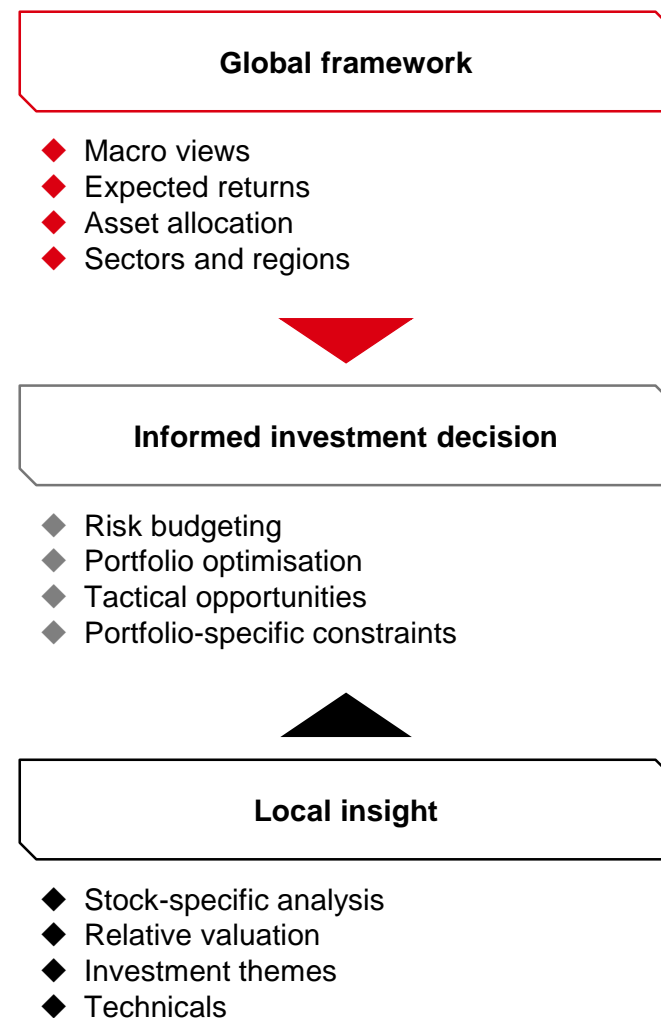 Global framework
Macro views
Expected returns
Asset allocation
Sectors and regions
Informed investment decision
Risk budgeting
Portfolio optimisation
Tactical opportunities
Portfolio-specific constraints
Local insight
Stock-specific analysis
Relative valuation
Investment themes
Technicals